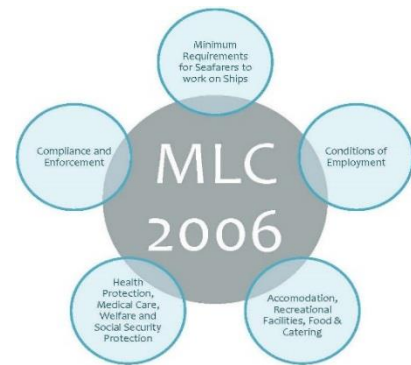 Minimum
Requirements
for Seafarers to
work on Ships
Compliance and
Enforcement
MLC
2006
Conditions of
Employment
Health
Protection,
Medical Care,
Welfare and
Social Security
Protection
Accomodation,
Recreational
Facilities, Food &
Catering